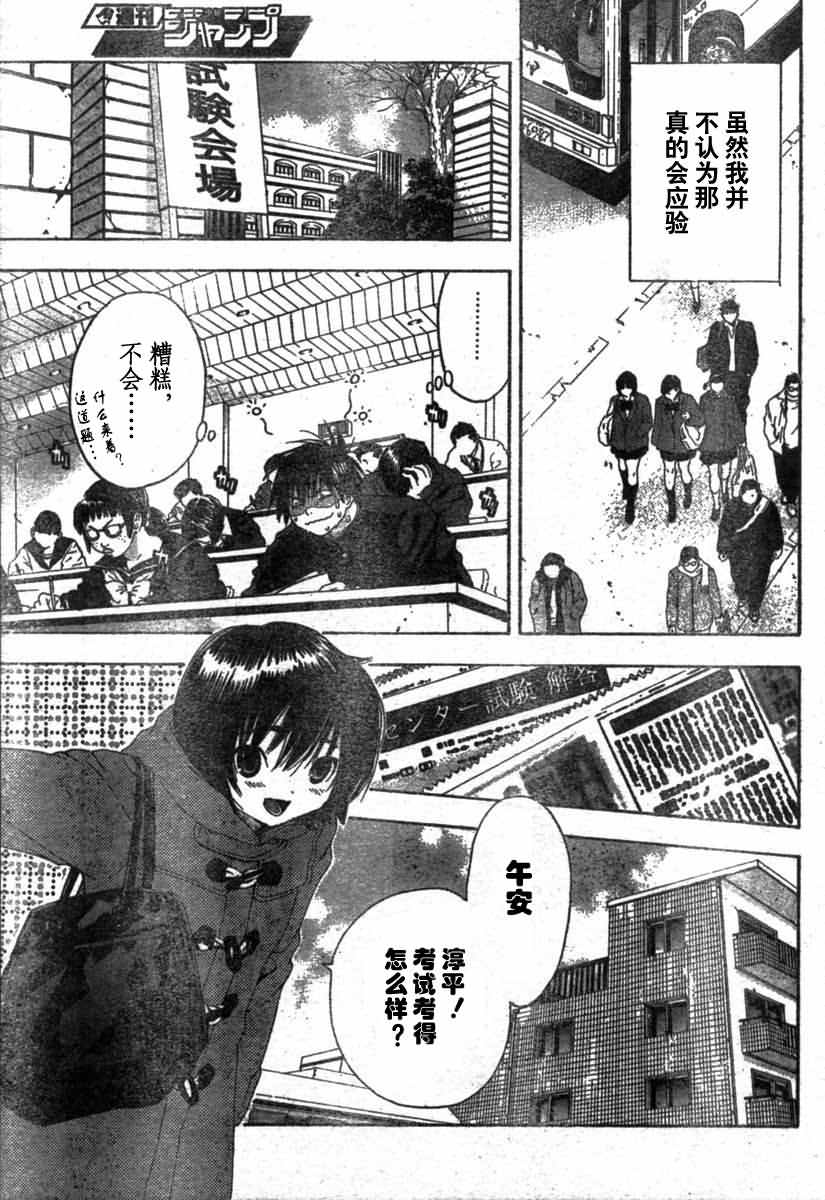 週刊
少年ジャンプ
虽然我并
不认为那
真的会应验
試験会場
………
糟糕，
不会……
什么来着？
这道题…
センター試験 解答
午安
淳平！
考试考得
怎么样？